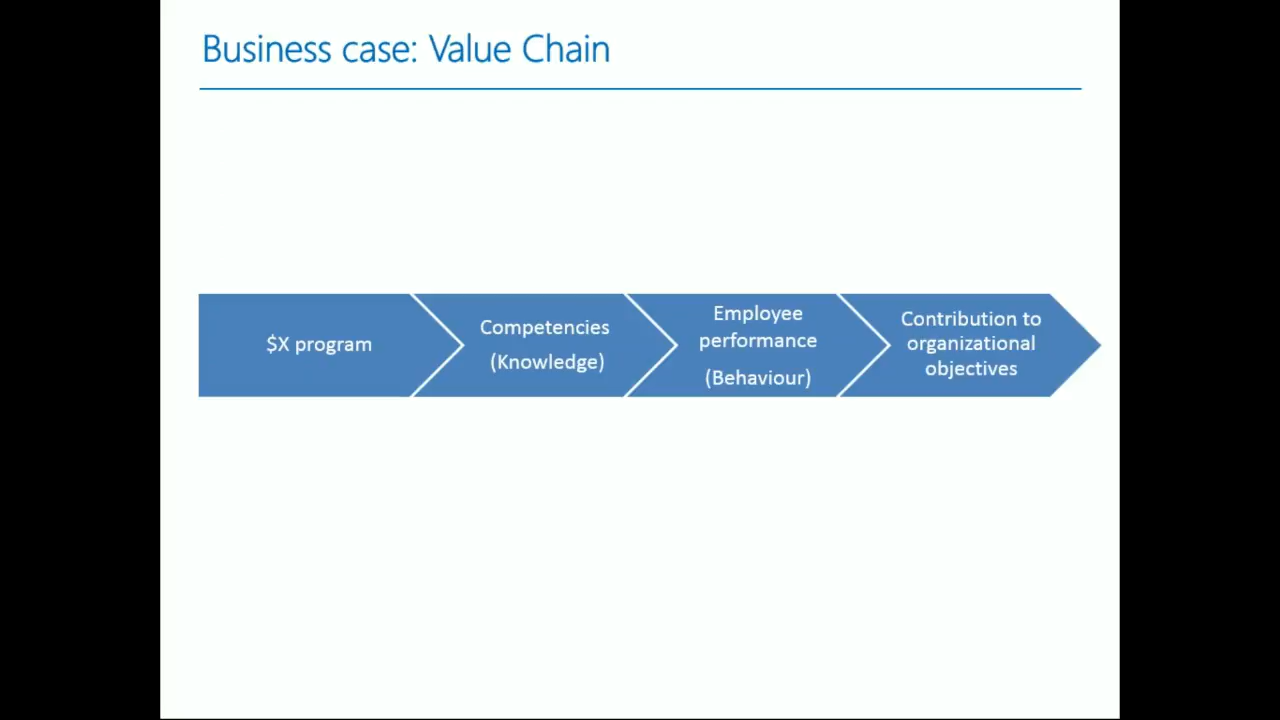 Business case: Value Chain
$X program
Competencies
(Knowledge)
Employee
performance
(Behaviour)
Contribution to
organizational
objectives